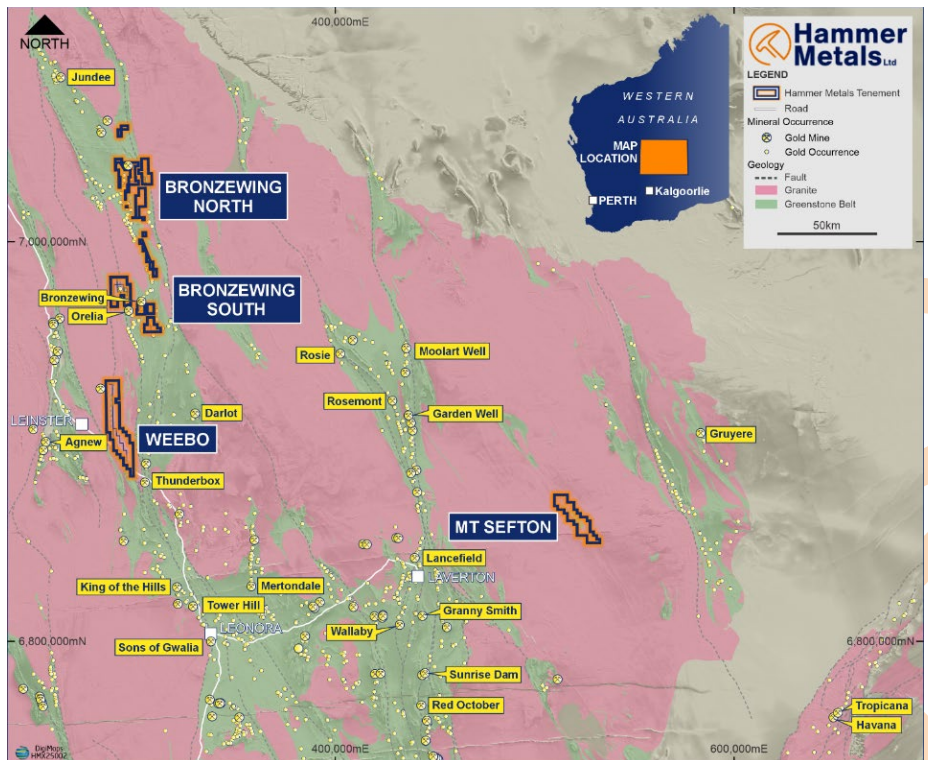 NORTH
400,000mE
Hammer
Metals Ltd
LEGEND
Hammer Metals Tenement
Road
Mineral Occurrence
Gold Mine
Gold Occurrence
Geology
Fault
Granite
Greenstone Belt
50km
WESTERN
AUSTRALIA
MAP
LOCATION
Kalgoorlie
PERTH
Jundee
BRONZEWING
NORTH
7,000,000mN
BRONZEWING
SOUTH
Bronzewing
Orelia
Rosie
Moolart Well
Rosemont
Garden Well
Darlot
LEINSTER
Agnew
WEEBO
Gruyere
Thunderbox
MT SEFTON
Lancefield
LAVERTON
King of the Hills
Mertondale
Tower Hill
Granny Smith
Wallaby
LEONORA
Sons of Gwalia
6,800,000mN
6,800,000mN
Sunrise Dam
Red October
Tropicana
Havana
DigiMaps
HMX25002
400,000mE
600,000mE